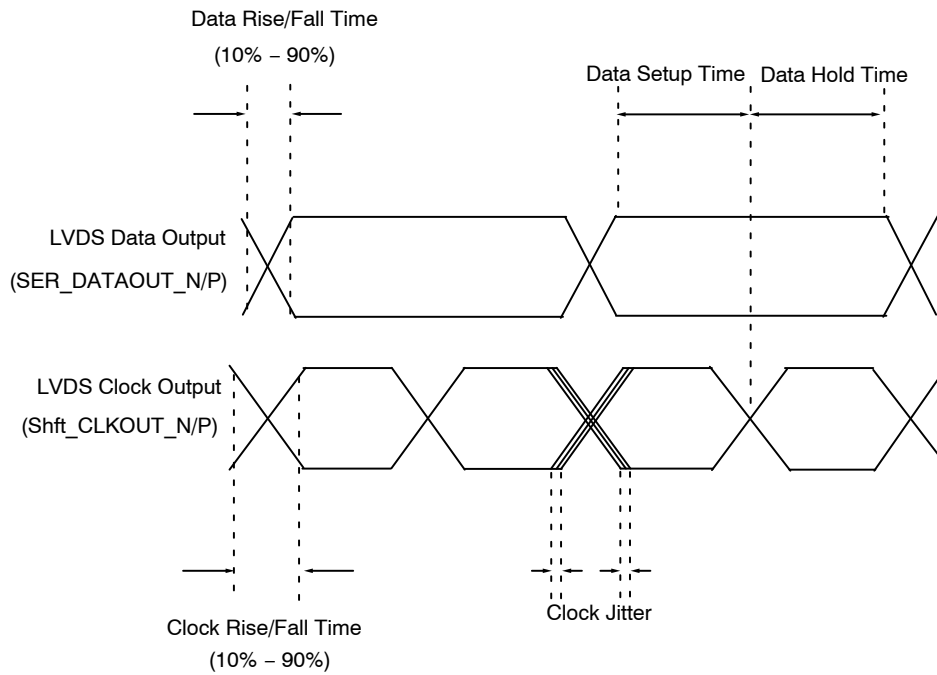 Data Rise/Fall Time
(10% – 90%)
Data Setup Time
Data Hold Time
LVDS Data Output
(SER_DATAOUT_N/P)
LVDS Clock Output
(Shft_CLKOUT_N/P)
Clock Jitter
Clock Rise/Fall Time
(10% – 90%)